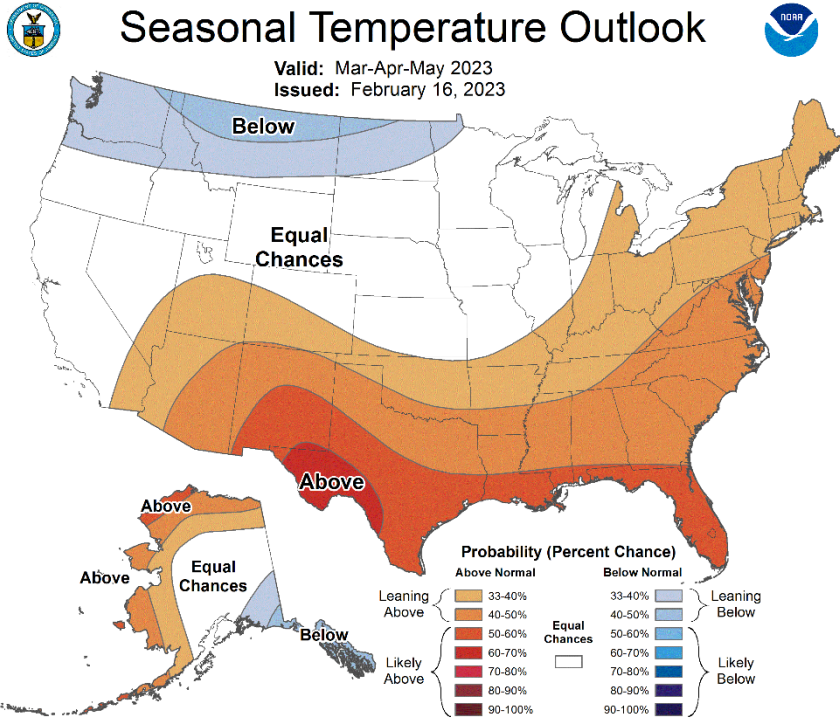 Seasonal Temperature Outlook
NOAA
Valid: Mar-Apr-May 2023
Issued: February 16, 2023
Below
Equal
Chances
Above
Above
Above
Equal
Chances
Below
Probability (Percent Chance)
Above Normal
Below Normal
Leaning
Above
33-40%
40-50%
Likely
Above
50-60%
60-70%
70-80%
80-90%
90-100%
Equal
Chances
33-40%
40-50%
Leaning
Below
50-60%
60-70%
70-80%
80-90%
90-100%
Likely
Below